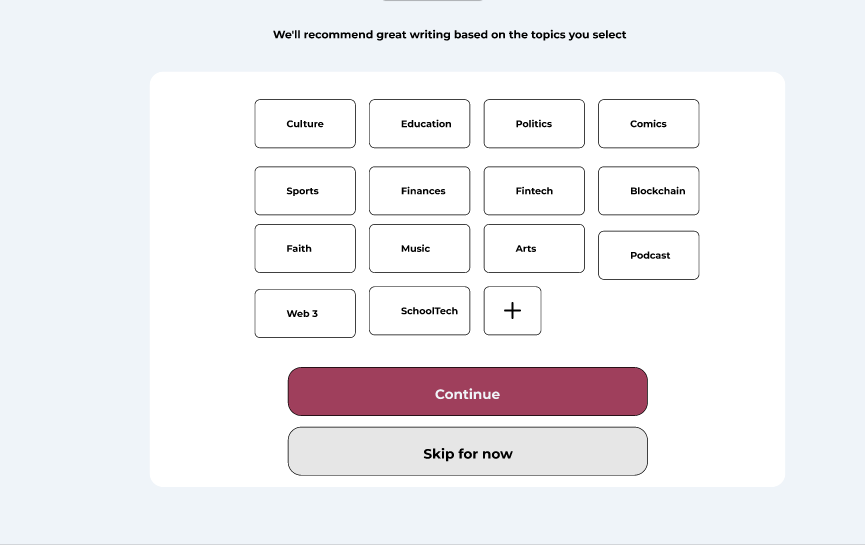 We'll recommend great writing based on the topics you select
Culture
Education
Politics
Comics
Sports
Finances
Fintech
Blockchain
Faith
Music
Arts
Podcast
Web 3
SchoolTech
+
Continue
Skip for now